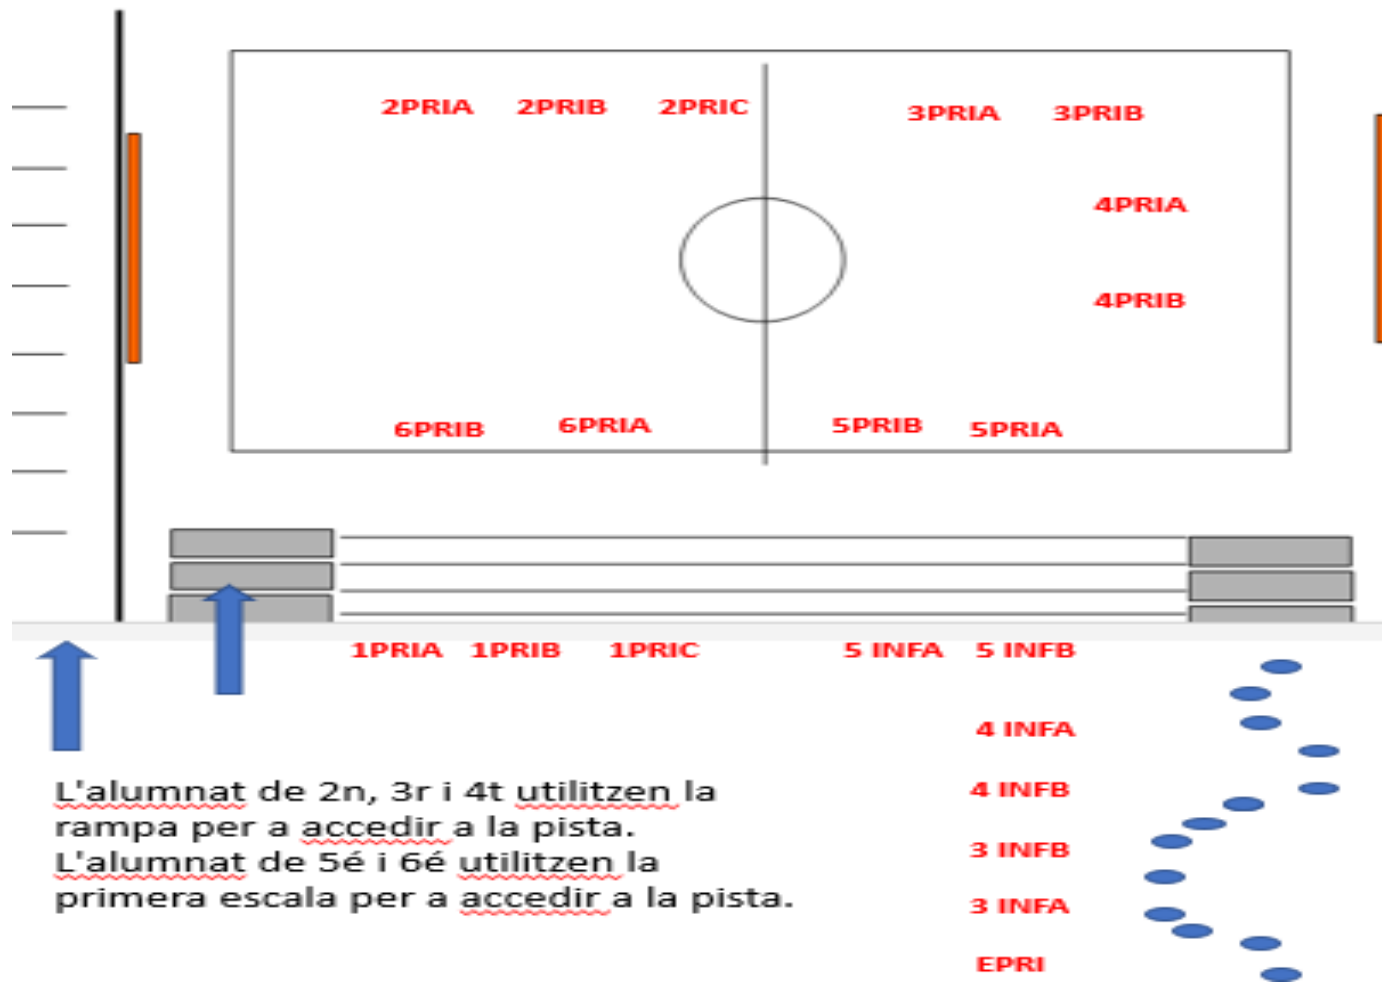 2PRIA 2PRIB 2PRIC 3PRIA 3PRIB
4PRIA
4PRIB
6PRIB 6PRIA 5PRIB 5PRIA
1PRIA 1PRIB 1PRIC 5 INFA 5 INFB
4 INFA
4 INFB
3 INFB
3 INFA
EPRI
L'alumnat de 2n, 3r i 4t utilitzen la
rampa per a accedir a la pista.
L'alumnat de 5é i 6é utilitzen la
primera escala per a accedir a la pista.